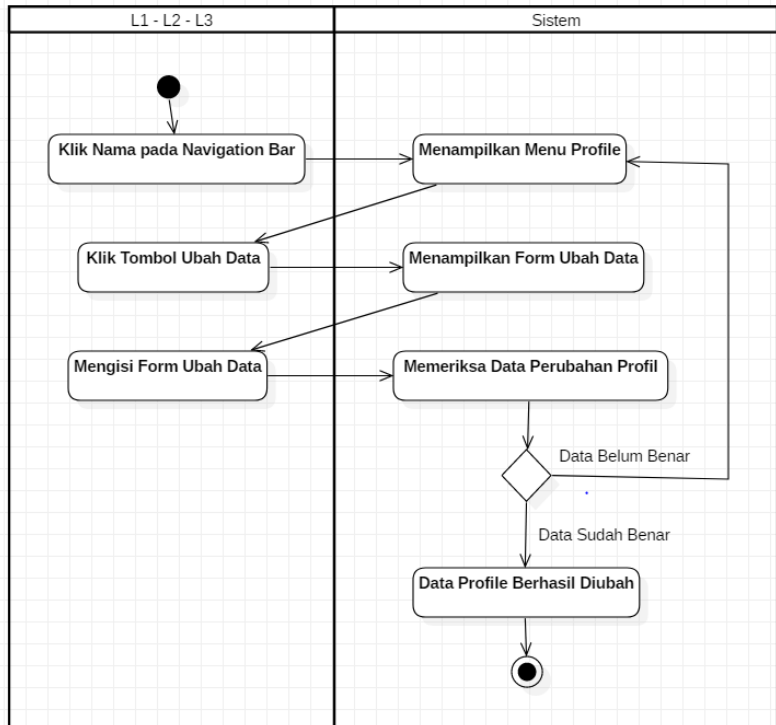 L1 - L2 - L3
Sistem
Klik Nama pada Navigation Bar
Menampilkan Menu Profile
Klik Tombol Ubah Data
Menampilkan Form Ubah Data
Mengisi Form Ubah Data
Memeriksa Data Perubahan Profil
Data Belum Benar
Data Sudah Benar
Data Profile Berhasil Diubah